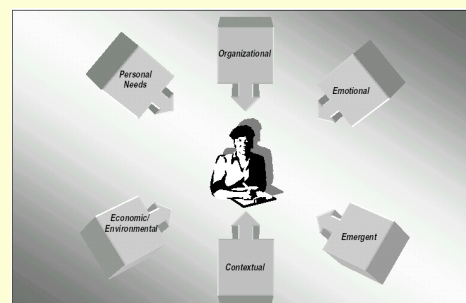 Organizational
Personal
Needs
Emotional
Economic/
Environmental
Emergent
Contextual